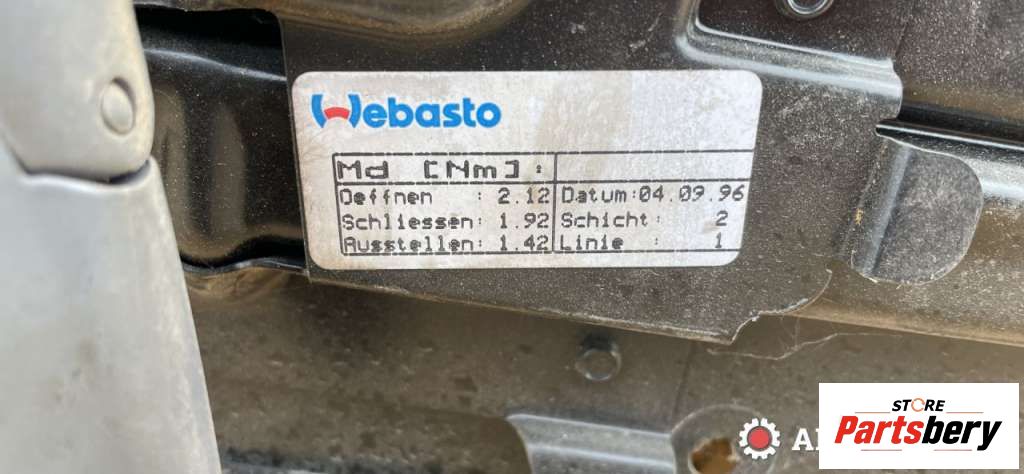 Webasto
Md [Nm]:
Oeffnen : 2.12 Datum:04.09.96
Schliessen: 1.92 Schicht: 2
Ausstellen: 1.42 Linie : 1
STORE
Partsbery